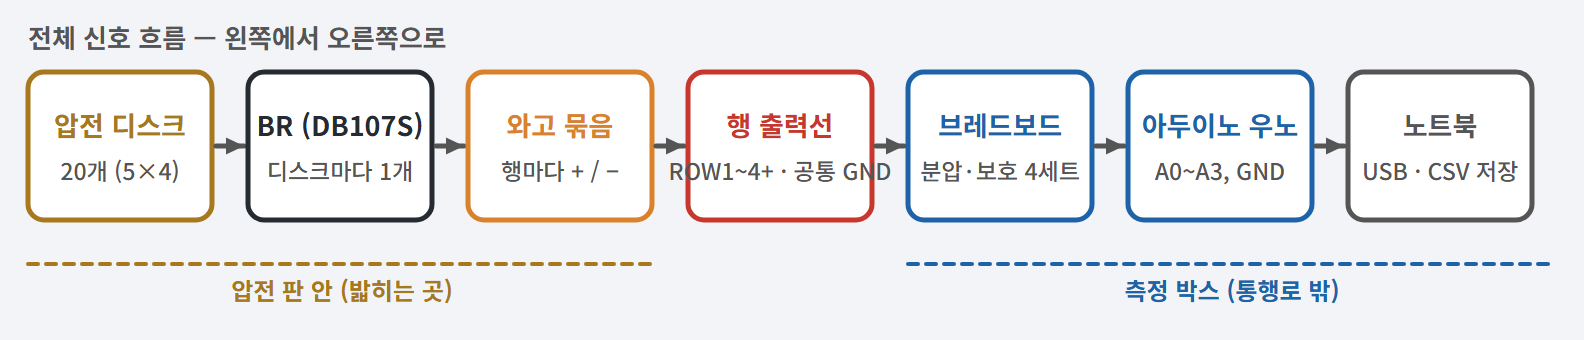 전체 신호 흐름 — 왼쪽에서 오른쪽으로
압전 디스크
20개 (5×4)
BR (DB107S)
디스크마다 1개
와고 묶음
행마다 + / −
행 출력선
ROW1~4+ · 공통 GND
브레드보드
분압·보호 4세트
아두이노 우노
A0~A3, GND
노트북
USB · CSV 저장
압전 판 안 (밟히는 곳)
측정 박스 (통행로 밖)